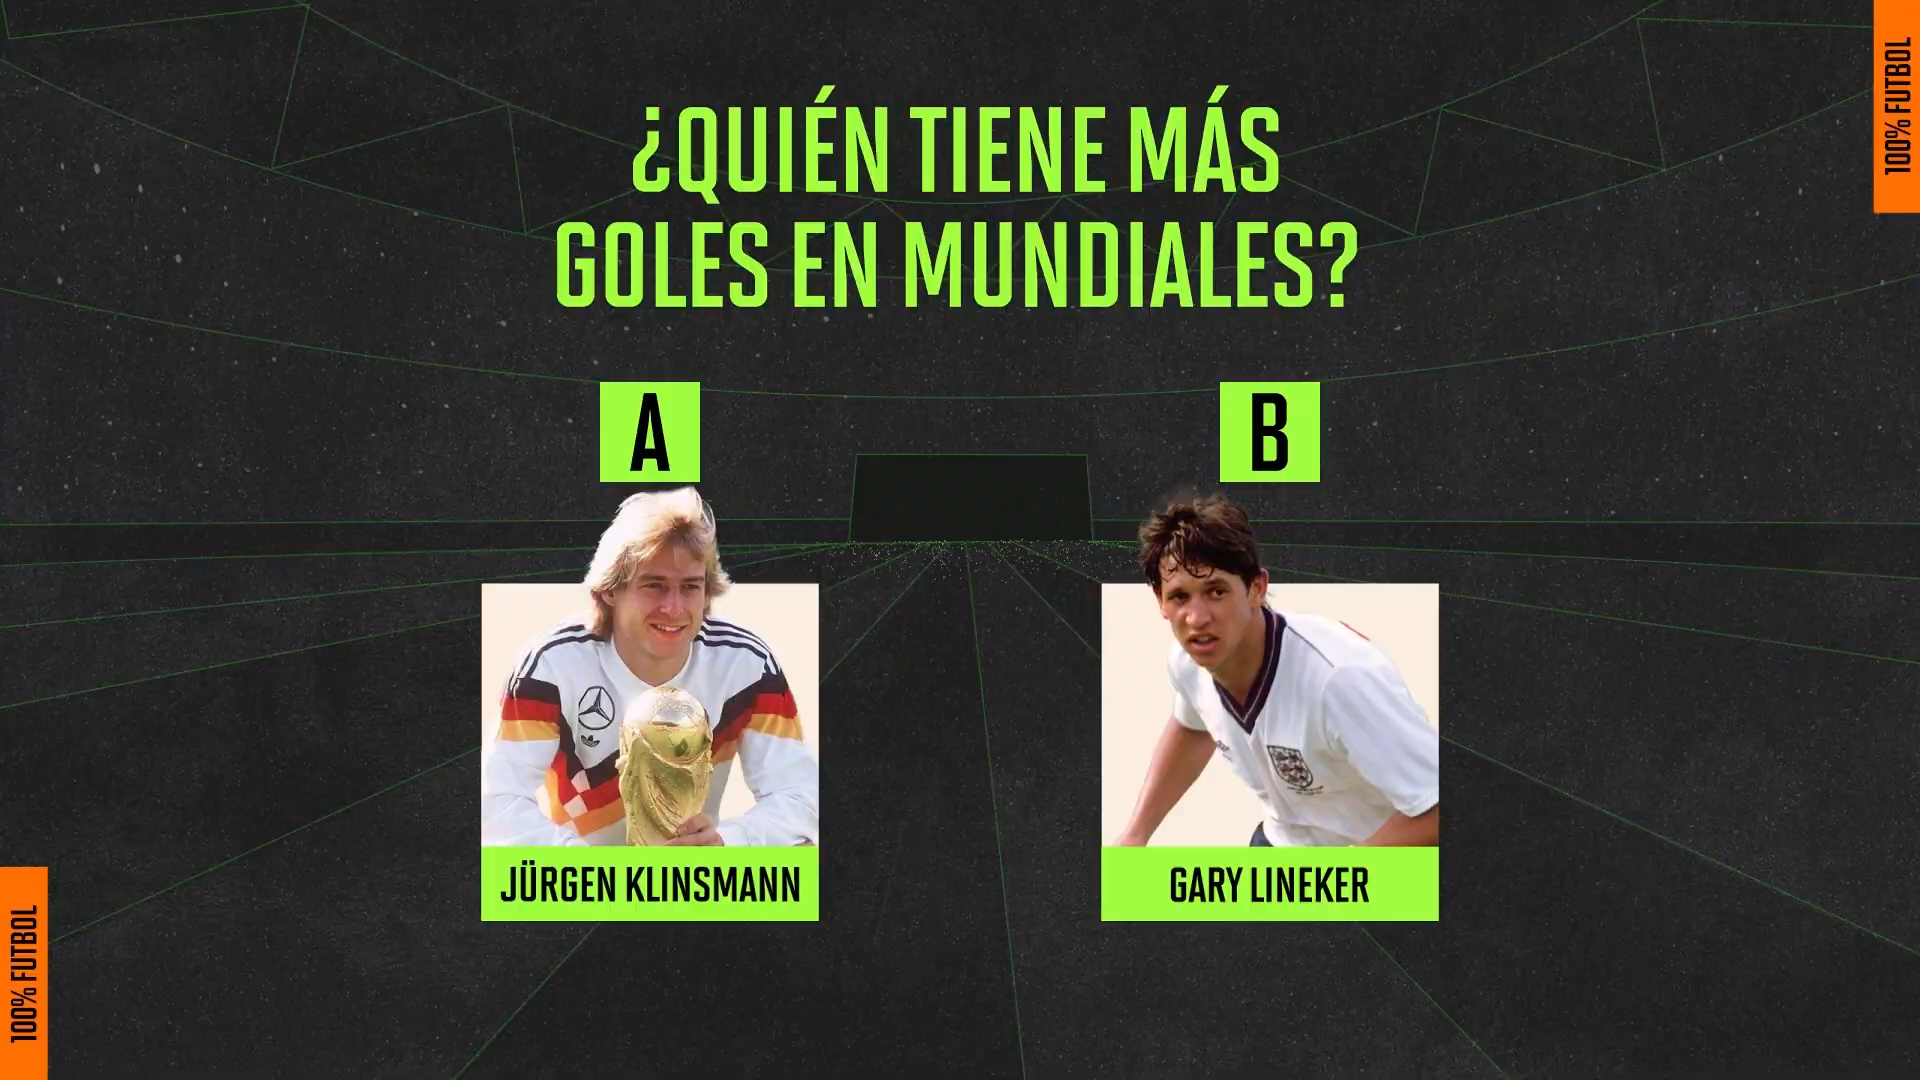 100% FUTBOL
¿QUIÉN TIENE MÁS
GOLES EN MUNDIALES?
A
B
JÜRGEN KLINSMANN
GARY LINEKER
100% FUTBOL